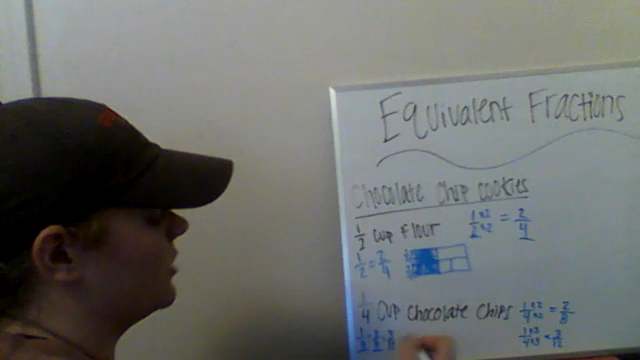 Equivalent Fractions
Chocolate Chip cookies
1/2 cup flour 1×2/2×2 = 2/4
1/2 = 2/4
1/4 cup chocolate chips 1×2/4×2 = 2/8
1×3/4×3 = 3/12